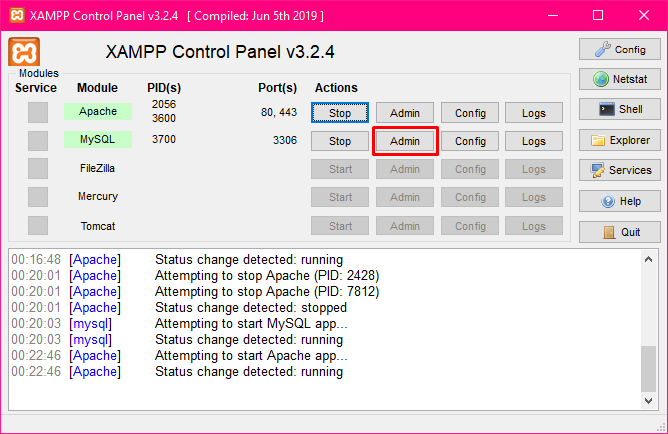 XAMPP Control Panel v3.2.4 [ Compiled: Jun 5th 2019 ]
XAMPP Control Panel v3.2.4
Config
Modules
Service Module PID(s) Port(s) Actions
Netstat
Apache 2056 3600 80, 443 Stop Admin Config Logs
Shell
MySQL 3700 3306 Stop Admin Config Logs
Explorer
FileZilla Start Admin Config Logs
Services
Mercury Start Admin Config Logs
Help
Tomcat Start Admin Config Logs
Quit
00:16:48 [Apache] Status change detected: running
00:20:01 [Apache] Attempting to stop Apache (PID: 2428)
00:20:01 [Apache] Attempting to stop Apache (PID: 7812)
00:20:01 [Apache] Status change detected: stopped
00:20:03 [mysql] Attempting to start MySQL app...
00:20:03 [mysql] Status change detected: running
00:22:46 [Apache] Attempting to start Apache app...
00:22:46 [Apache] Status change detected: running